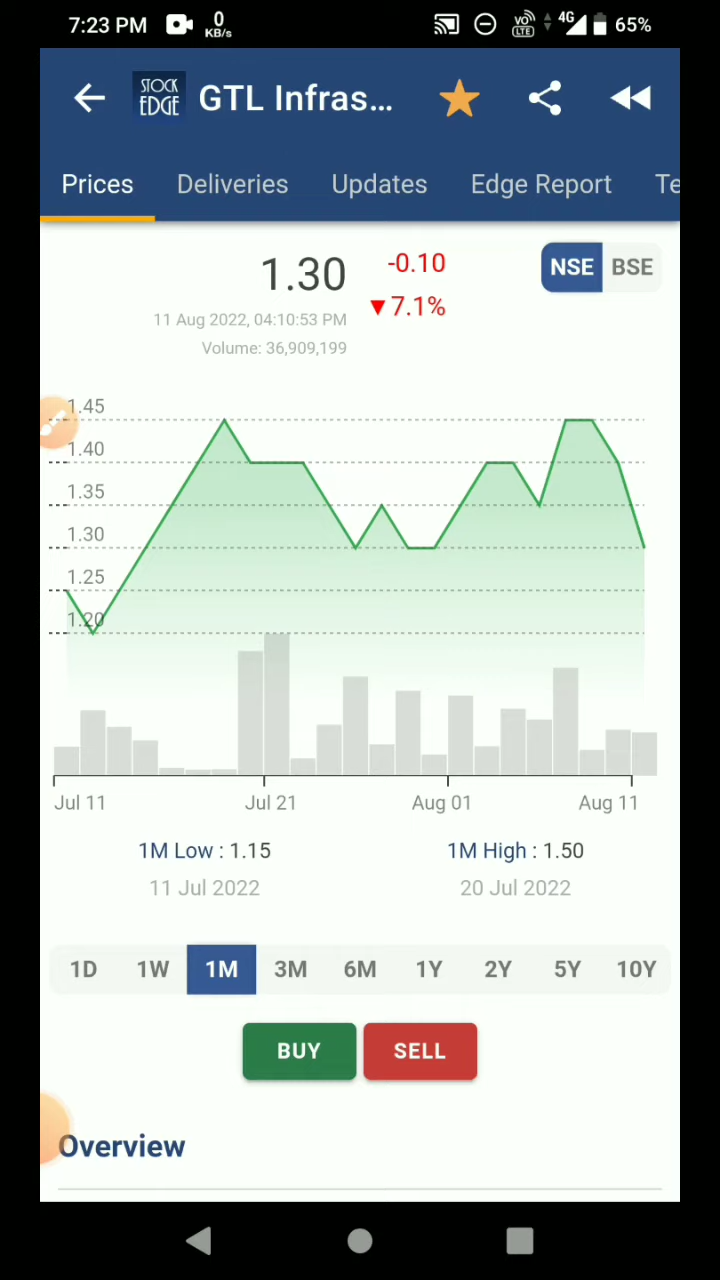 7:23 PM 0 KB/s VO)) LTE 4G 65%
STOCK EDGE GTL Infras...
Prices Deliveries Updates Edge Report Te
1.30 -0.10 NSE BSE
▼7.1%
11 Aug 2022, 04:10:53 PM
Volume: 36,909,199
1.45
1.40
1.35
1.30
1.25
1.20
Jul 11 Jul 21 Aug 01 Aug 11
1M Low : 1.15 1M High : 1.50
11 Jul 2022 20 Jul 2022
1D 1W 1M 3M 6M 1Y 2Y 5Y 10Y
BUY SELL
Overview